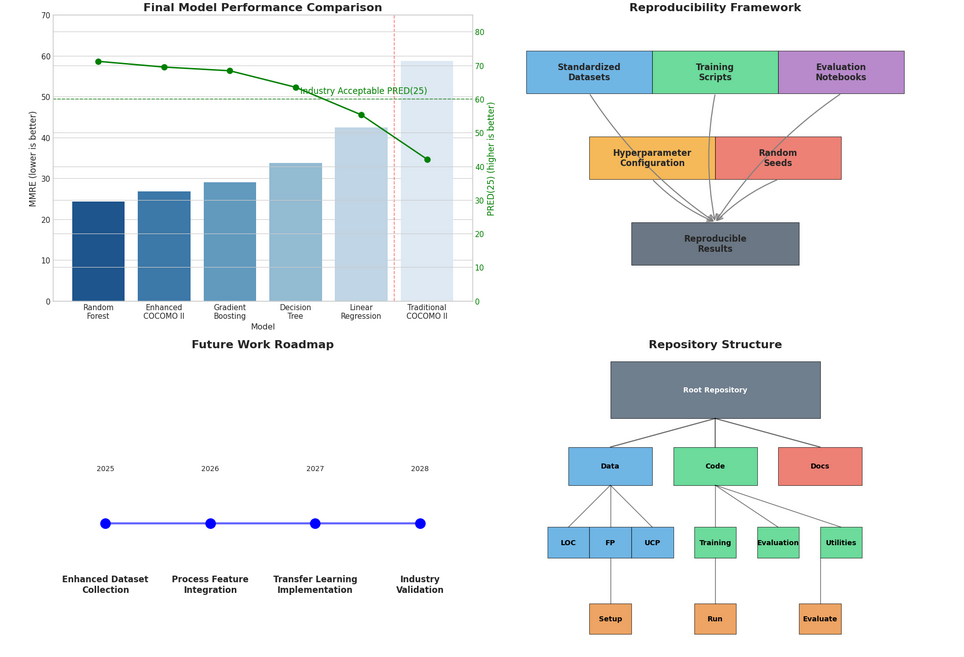 Final Model Performance Comparison
MMRE (lower is better)
70
60
50
40
30
20
10
0
Industry Acceptable PRED(25)
80
70
60
50
40
30
20
10
0
PRED(25) (higher is better)
Random
Forest
Enhanced
COCOMO II
Gradient
Boosting
Decision
Tree
Linear
Regression
Traditional
COCOMO II
Model
Reproducibility Framework
Standardized
Datasets
Training
Scripts
Evaluation
Notebooks
Hyperparameter
Configuration
Random
Seeds
Reproducible
Results
Future Work Roadmap
2025
2026
2027
2028
Enhanced Dataset
Collection
Process Feature
Integration
Transfer Learning
Implementation
Industry
Validation
Repository Structure
Root Repository
Data
Code
Docs
LOC
FP
UCP
Training
Evaluation
Utilities
Setup
Run
Evaluate